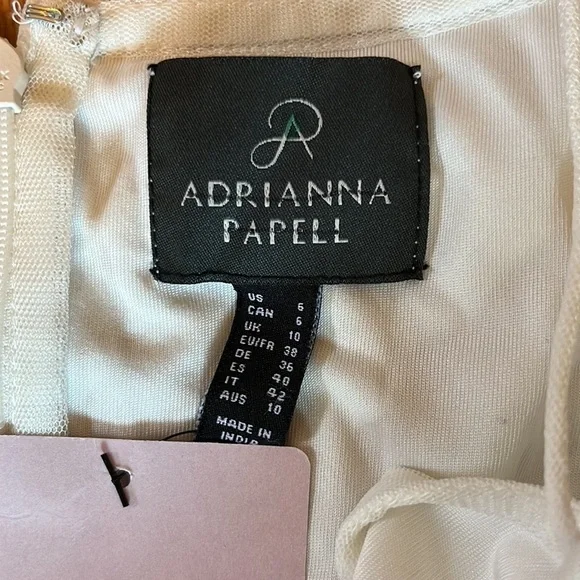 ADRIANNA
PAPELL
US 6
CAN 6
UK 10
EU/FR 38
DE 36
ES 40
IT 42
AUS 10
MADE IN
INDIA